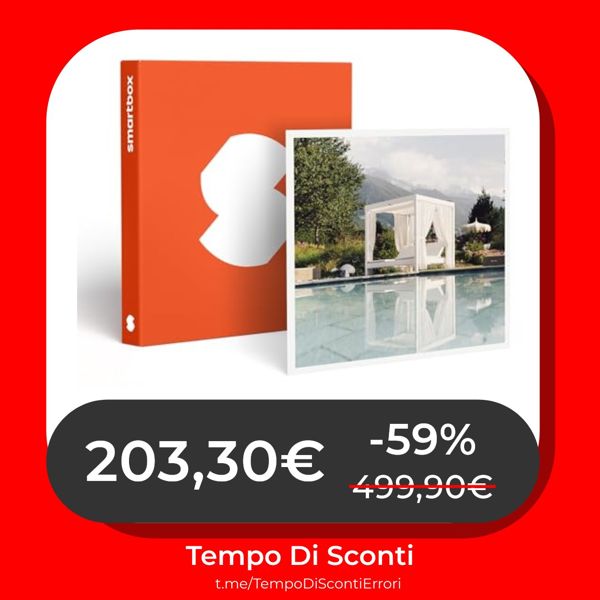 smartbox
203,30€
-59%
499,90€
Tempo Di Sconti
t.me/TempoDiScontiErrori